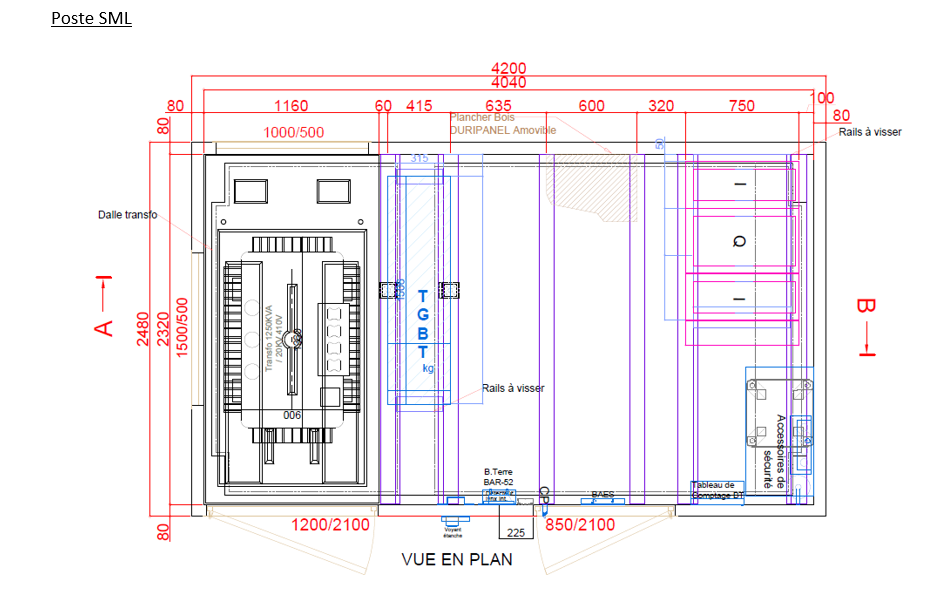 Poste SML
4200
4040
80 1160 60 415 635 600 320 750 100
80
80
1000/500
Plancher Bois
DURIPANEL Amovible
Rails à visser
315
50
Dalle transfo
I
Q
I
A
B
2480
2320
1500/500
Transfo 1250KVA
/ 20KV 410V
TGBT
kg
Rails à visser
006
Accessoires de
sécurité
B.Terre
BAR-52
BAES
Tableau de
Comptage BT
CP
80
1200/2100
Voyant
étanche
225
850/2100
VUE EN PLAN